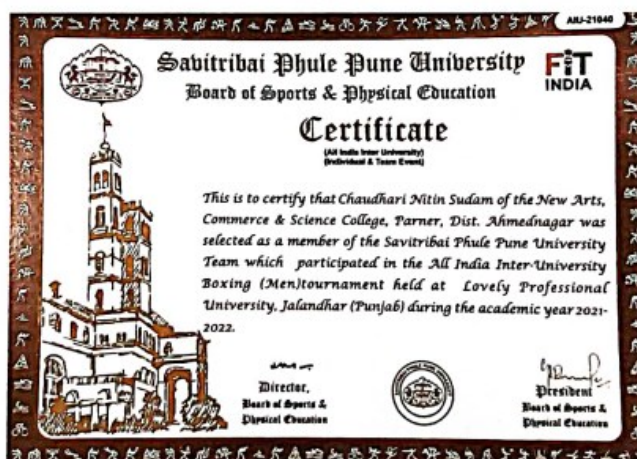 AIU-21040
Savitribai Phule Pune University
Board of Sports & Physical Education
FiT
INDIA
Certificate
(All India Inter University)
(Individual & Team Event)
This is to certify that Chaudhari Nitin Sudam of the New Arts,
Commerce & Science College, Parner, Dist. Ahmednagar was
selected as a member of the Savitribai Phule Pune University
Team which participated in the All India Inter-University
Boxing (Men)tournament held at Lovely Professional
University, Jalandhar (Punjab) during the academic year 2021-
2022.
Director,
Board of Sports &
Physical Education
President
Board of Sports &
Physical Education